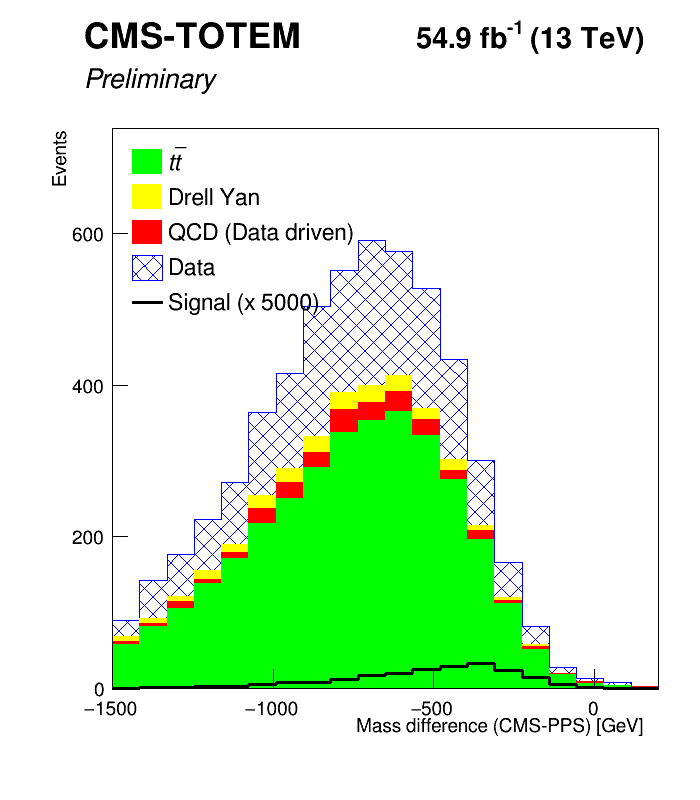 CMS-TOTEM 54.9 fb⁻¹ (13 TeV)
Preliminary
Events
tt̅
Drell Yan
QCD (Data driven)
Data
Signal (x 5000)
600
400
200
0
−1500 −1000 −500 0
Mass difference (CMS-PPS) [GeV]